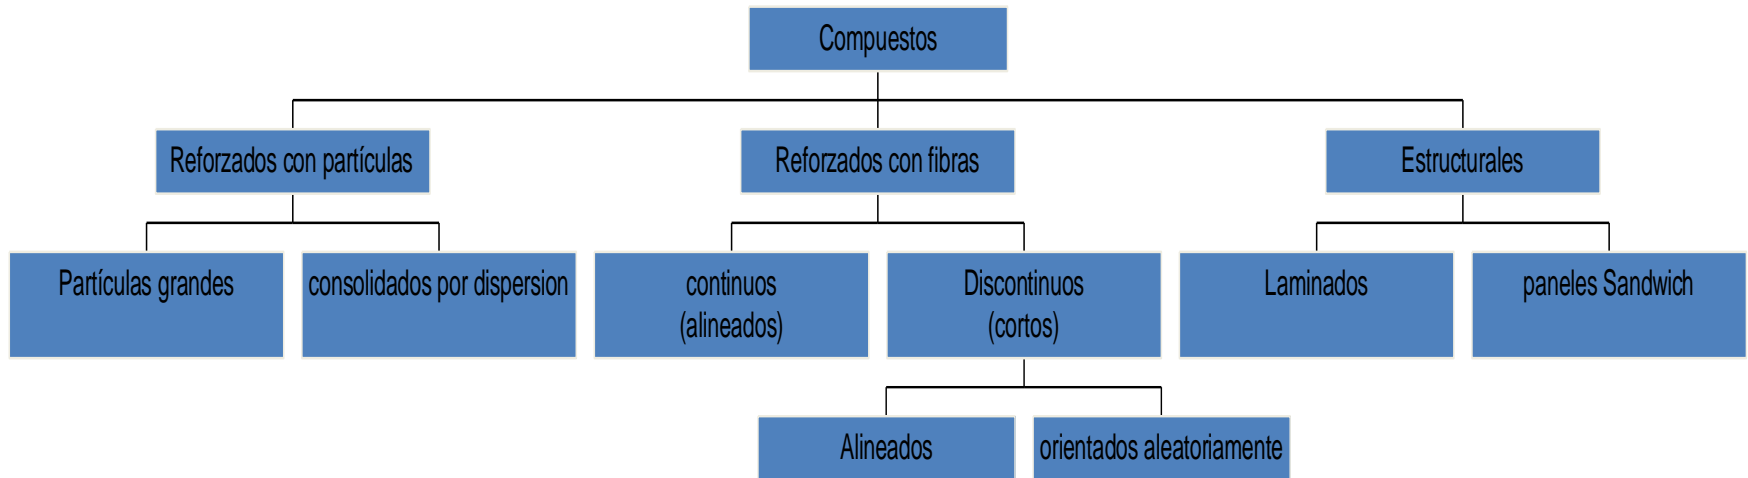 Compuestos
Reforzados con partículas
Reforzados con fibras
Estructurales
Partículas grandes
consolidados por dispersion
continuos
(alineados)
Discontinuos
(cortos)
Laminados
paneles Sandwich
Alineados
orientados aleatoriamente